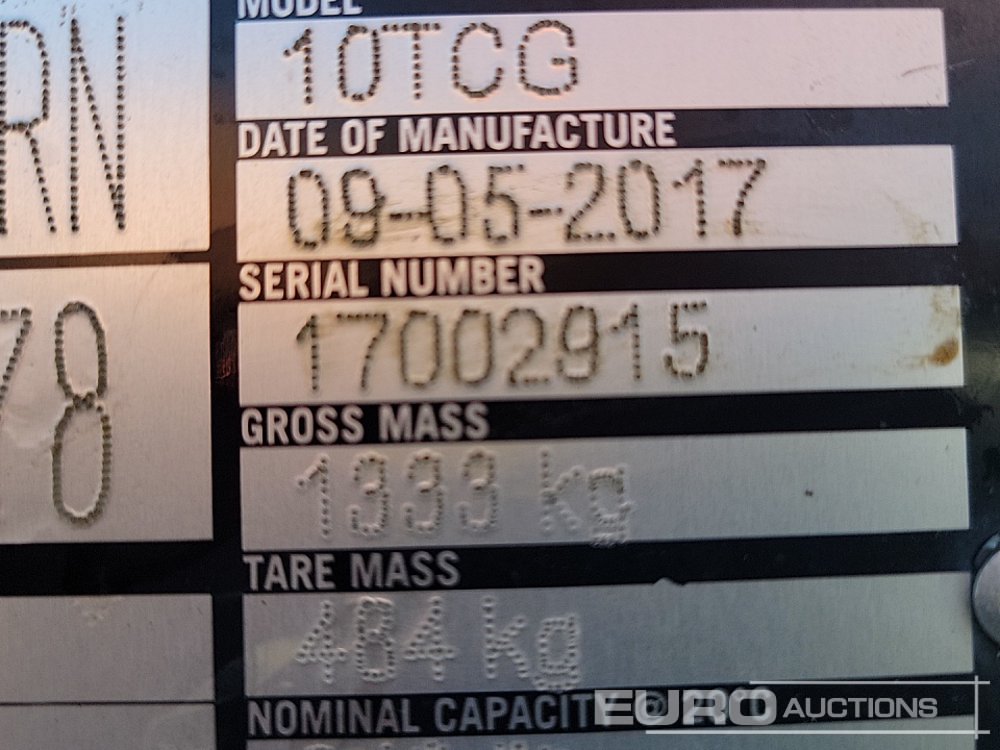 MODEL
RN
10TCG
DATE OF MANUFACTURE
09-05-2017
SERIAL NUMBER
78
17002915
GROSS MASS
1333 kg
TARE MASS
484 kg
NOMINAL CAPACITY @
EURO AUCTIONS